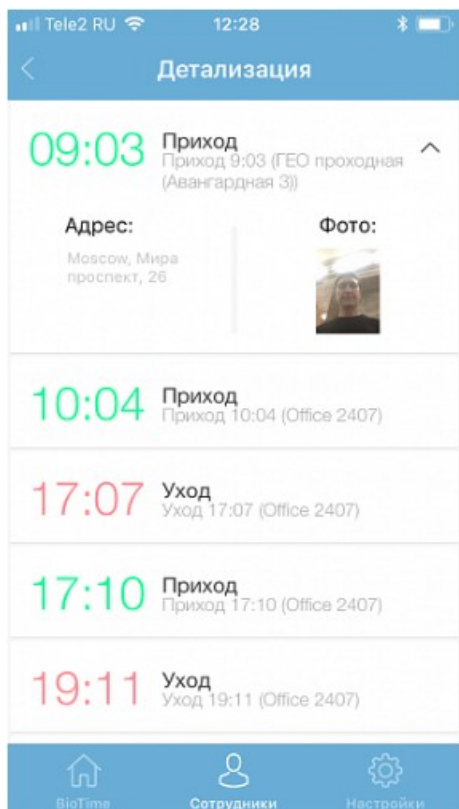 Tele2 RU 12:28
Детализация
09:03 Приход
Приход 9:03 (ГЕО проходная
(Авангардная 3))
Адрес: Фото:
Moscow, Мира
проспект, 26
10:04 Приход
Приход 10:04 (Office 2407)
17:07 Уход
Уход 17:07 (Office 2407)
17:10 Приход
Приход 17:10 (Office 2407)
19:11 Уход
Уход 19:11 (Office 2407)
BioTime Сотрудники Настройки